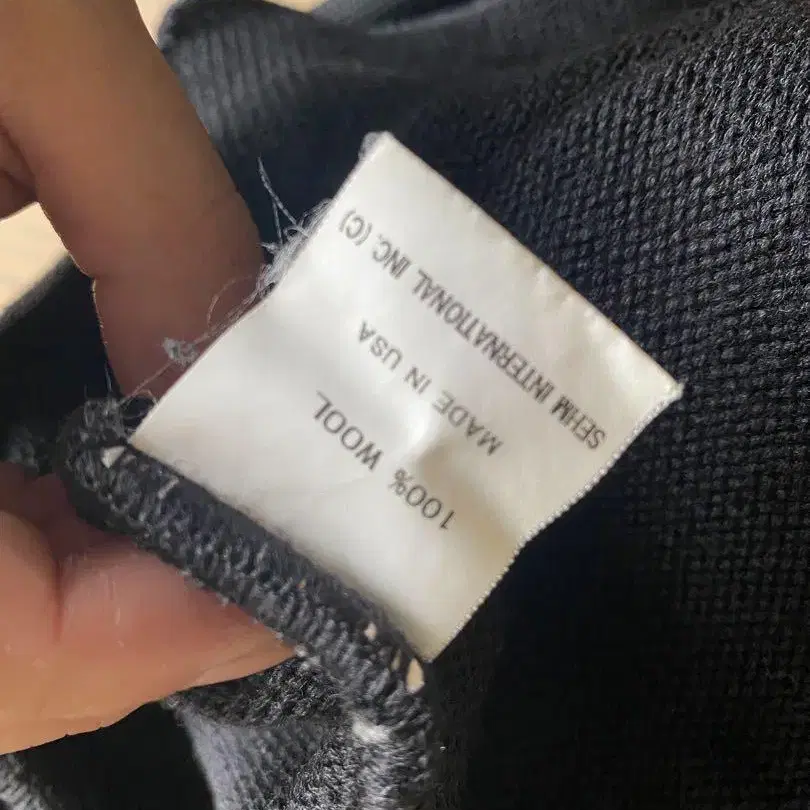 100% WOOL
MADE IN USA
SEHM INTERNATIONAL INC. (C)